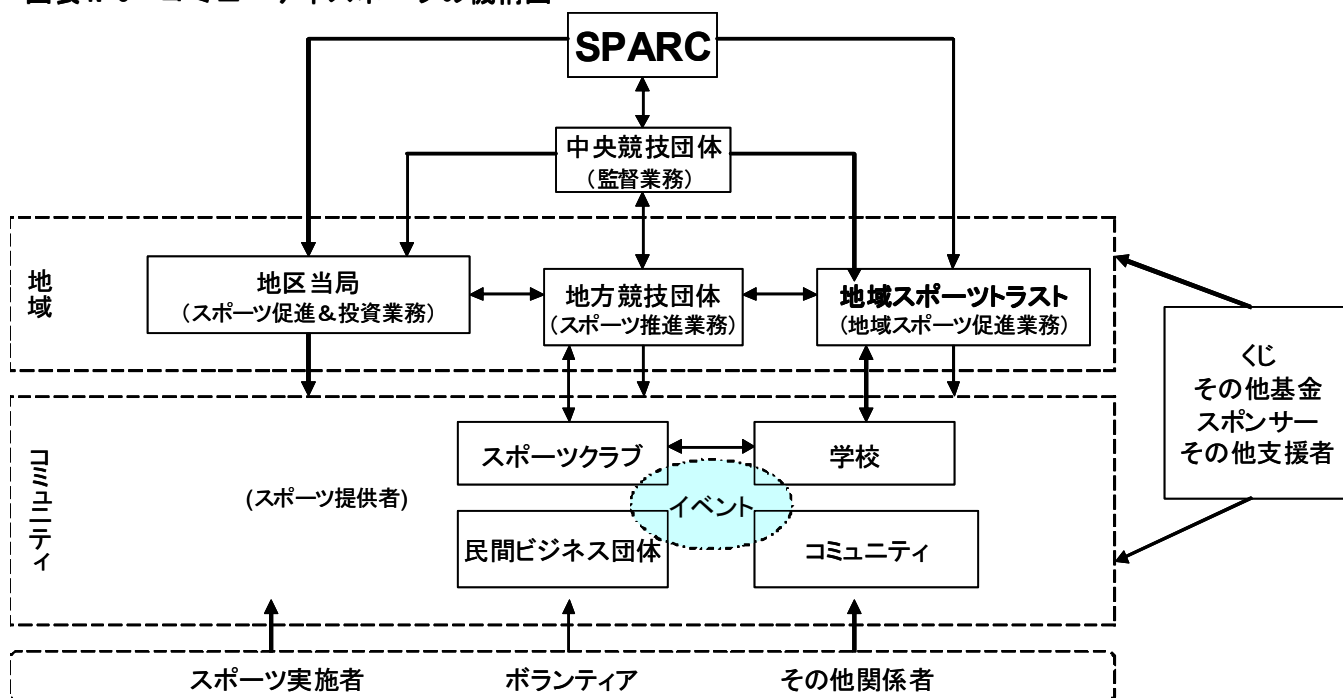 SPARC
中央競技団体
(監督業務)
地域
地区当局
(スポーツ促進&投資業務)
地方競技団体
(スポーツ推進業務)
地域スポーツトラスト
(地域スポーツ促進業務)
くじ
その他基金
スポンサー
その他支援者
コミュニティ
(スポーツ提供者)
スポーツクラブ
学校
イベント
民間ビジネス団体
コミュニティ
スポーツ実施者
ボランティア
その他関係者